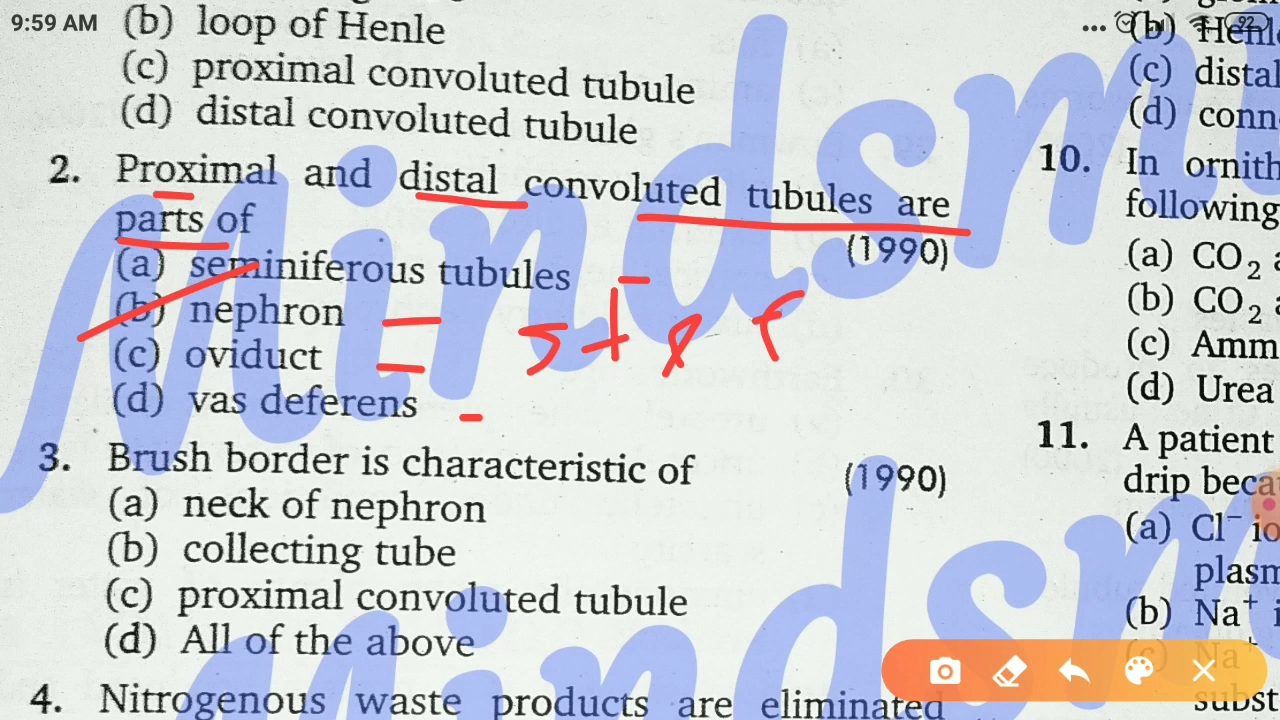 9:59 AM
92
(b) loop of Henle
(c) proximal convoluted tubule
(d) distal convoluted tubule
2. Proximal and distal convoluted tubules are
parts of
(1990)
(a) seminiferous tubules
(b) nephron
(c) oviduct
(d) vas deferens
3. Brush border is characteristic of
(1990)
(a) neck of nephron
(b) collecting tube
(c) proximal convoluted tubule
(d) All of the above
4. Nitrogenous waste products are eliminated
(b) Henl
(c) distal
(d) conn
10. In ornith
following
(a) CO₂ a
(b) CO₂ a
(c) Amm
(d) Urea
11. A patient
drip beca
(a) Cl⁻ io
plasm
(b) Na⁺ i
(c) Na⁺
subst
Mindsm
Mindsm